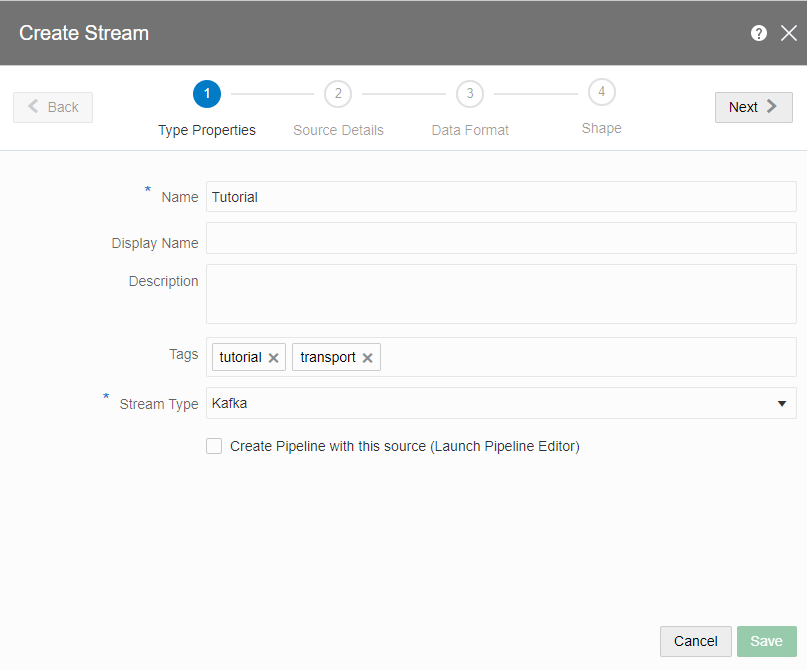 Create Stream ?
Back 1 2 3 4 Next
Type Properties Source Details Data Format Shape
* Name Tutorial
Display Name
Description
Tags tutorial transport
* Stream Type Kafka
Create Pipeline with this source (Launch Pipeline Editor)
Cancel Save